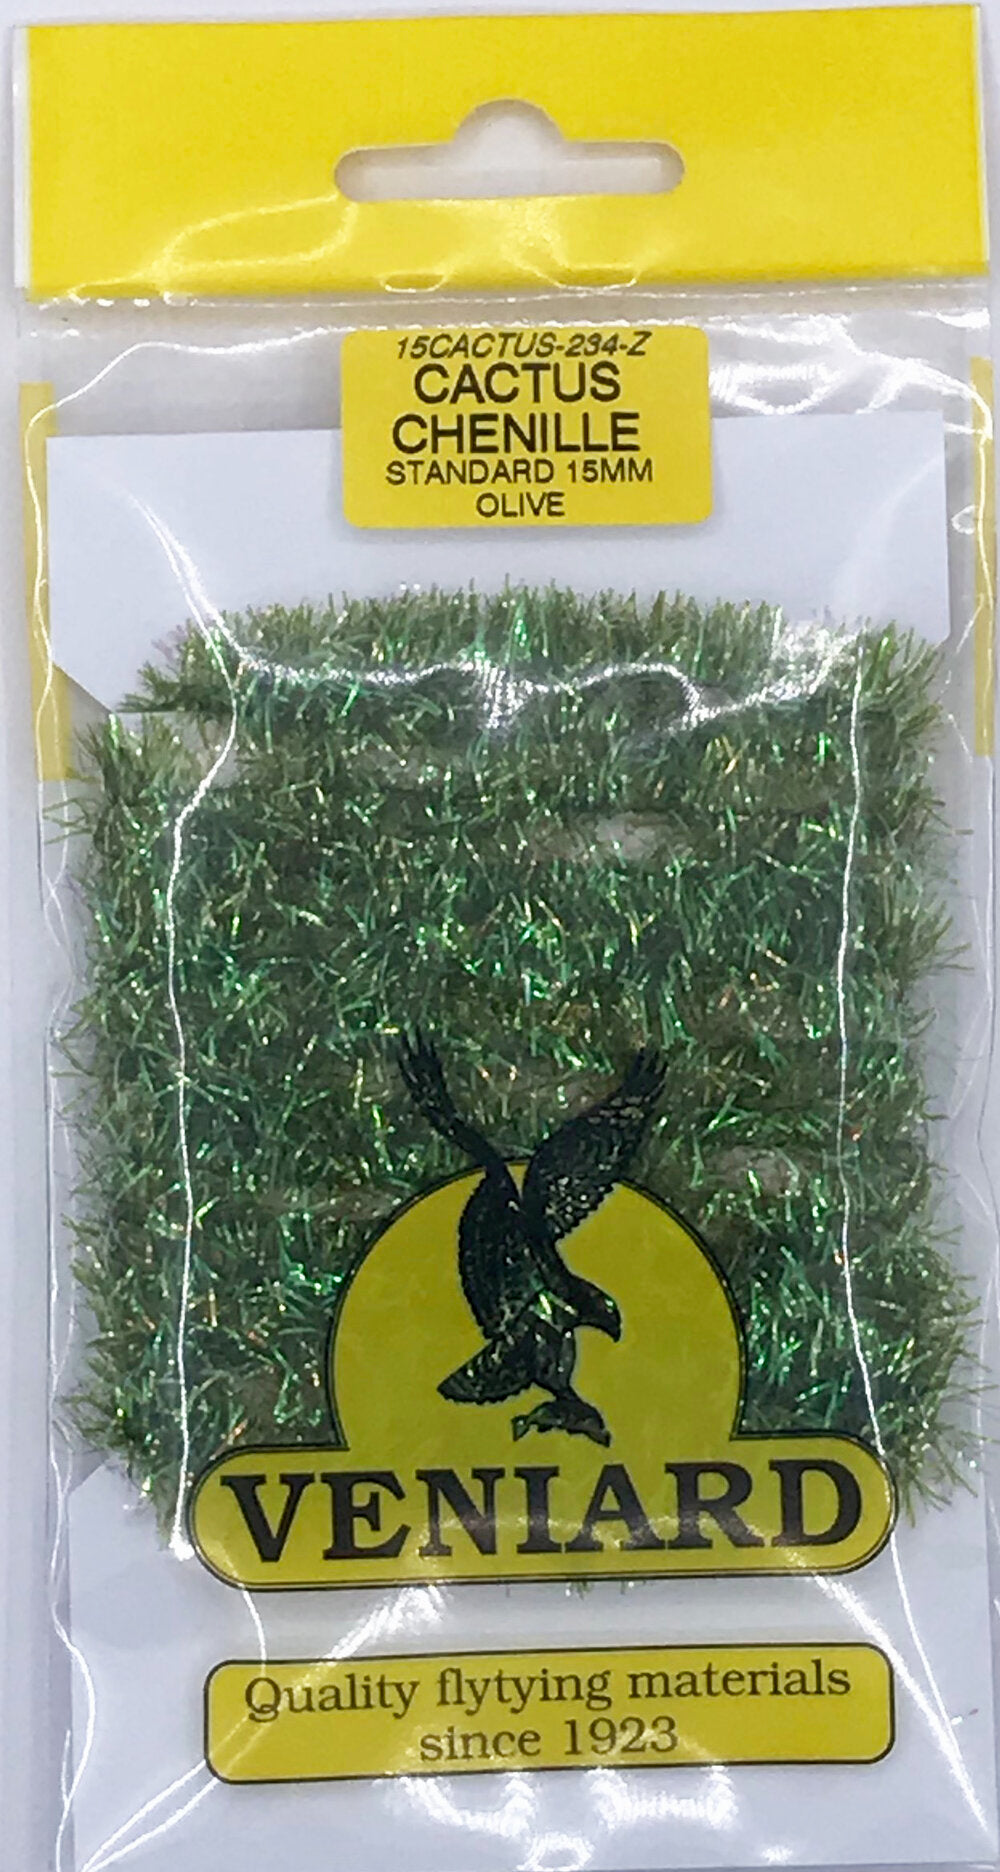 15CACTUS-234-Z
CACTUS
CHENILLE
STANDARD 15MM
OLIVE
VENIARD
Quality flytying materials
since 1923